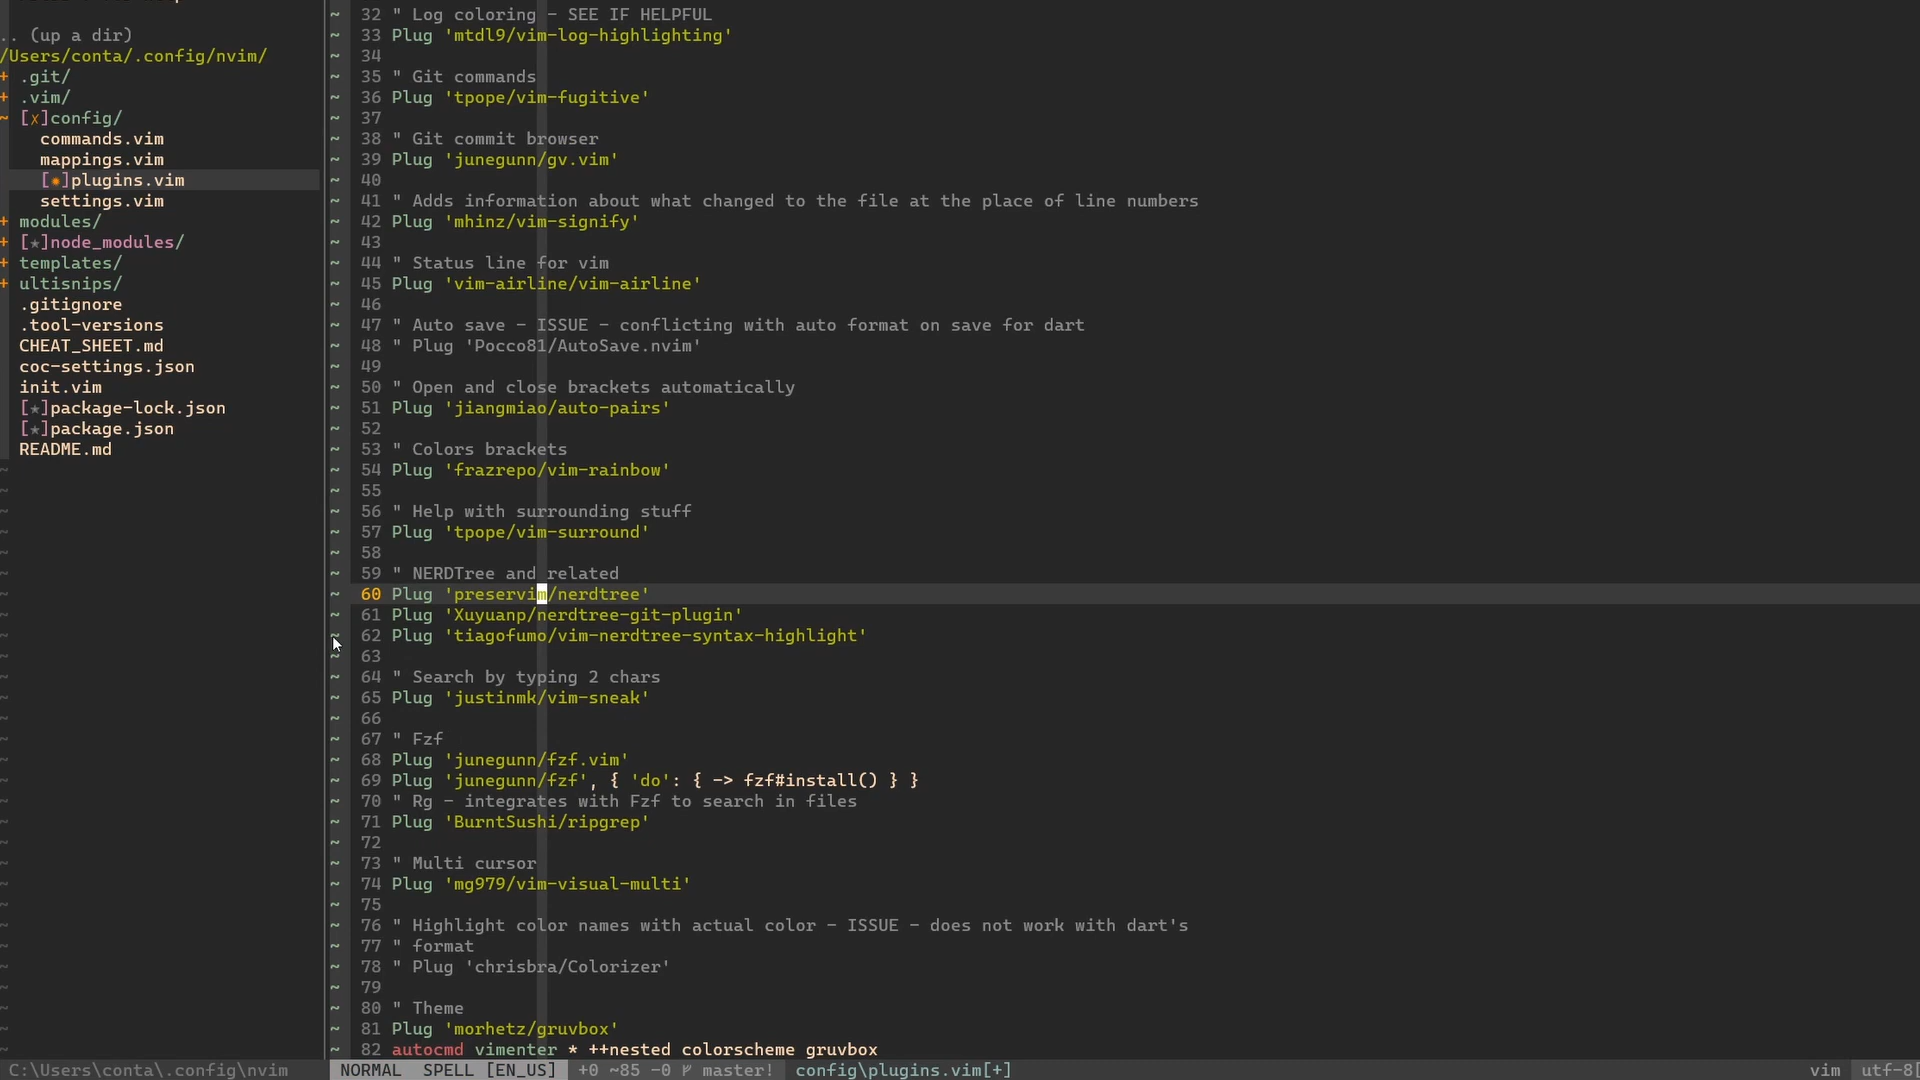 .. (up a dir)
/Users/conta/.config/nvim/
+ .git/
+ .vim/
~ [✗]config/
commands.vim
mappings.vim
[✹]plugins.vim
settings.vim
+ modules/
+ [★]node_modules/
+ templates/
+ ultisnips/
.gitignore
.tool-versions
CHEAT_SHEET.md
coc-settings.json
init.vim
[★]package-lock.json
[★]package.json
README.md
C:\Users\conta\.config\nvim
~ 32 " Log coloring - SEE IF HELPFUL
~ 33 Plug 'mtdl9/vim-log-highlighting'
~ 34
~ 35 " Git commands
~ 36 Plug 'tpope/vim-fugitive'
~ 37
~ 38 " Git commit browser
~ 39 Plug 'junegunn/gv.vim'
~ 40
~ 41 " Adds information about what changed to the file at the place of line numbers
~ 42 Plug 'mhinz/vim-signify'
~ 43
~ 44 " Status line for vim
~ 45 Plug 'vim-airline/vim-airline'
~ 46
~ 47 " Auto save - ISSUE - conflicting with auto format on save for dart
~ 48 " Plug 'Pocco81/AutoSave.nvim'
~ 49
~ 50 " Open and close brackets automatically
~ 51 Plug 'jiangmiao/auto-pairs'
~ 52
~ 53 " Colors brackets
~ 54 Plug 'frazrepo/vim-rainbow'
~ 55
~ 56 " Help with surrounding stuff
~ 57 Plug 'tpope/vim-surround'
~ 58
~ 59 " NERDTree and related
~ 60 Plug 'preservim/nerdtree'
~ 61 Plug 'Xuyuanp/nerdtree-git-plugin'
~ 62 Plug 'tiagofumo/vim-nerdtree-syntax-highlight'
~ 63
~ 64 " Search by typing 2 chars
~ 65 Plug 'justinmk/vim-sneak'
~ 66
~ 67 " Fzf
~ 68 Plug 'junegunn/fzf.vim'
~ 69 Plug 'junegunn/fzf', { 'do': { -> fzf#install() } }
~ 70 " Rg - integrates with Fzf to search in files
~ 71 Plug 'BurntSushi/ripgrep'
~ 72
~ 73 " Multi cursor
~ 74 Plug 'mg979/vim-visual-multi'
~ 75
~ 76 " Highlight color names with actual color - ISSUE - does not work with dart's
~ 77 " format
~ 78 " Plug 'chrisbra/Colorizer'
~ 79
~ 80 " Theme
~ 81 Plug 'morhetz/gruvbox'
~ 82 autocmd vimenter * ++nested colorscheme gruvbox
NORMAL SPELL [EN_US] +0 ~85 -0 master! config\plugins.vim[+] vim utf-8[